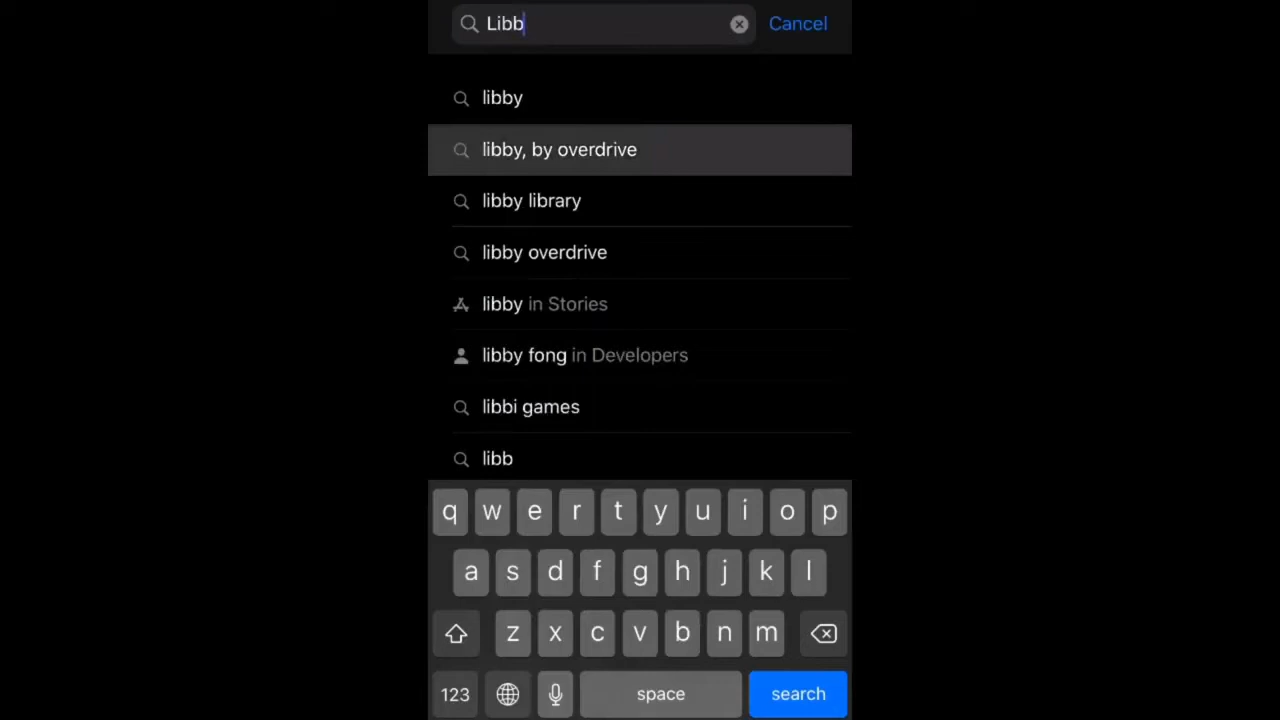 Libb Cancel
libby
libby, by overdrive
libby library
libby overdrive
libby in Stories
libby fong in Developers
libbi games
libb
q w e r t y u i o p
a s d f g h j k l
z x c v b n m
123 space search